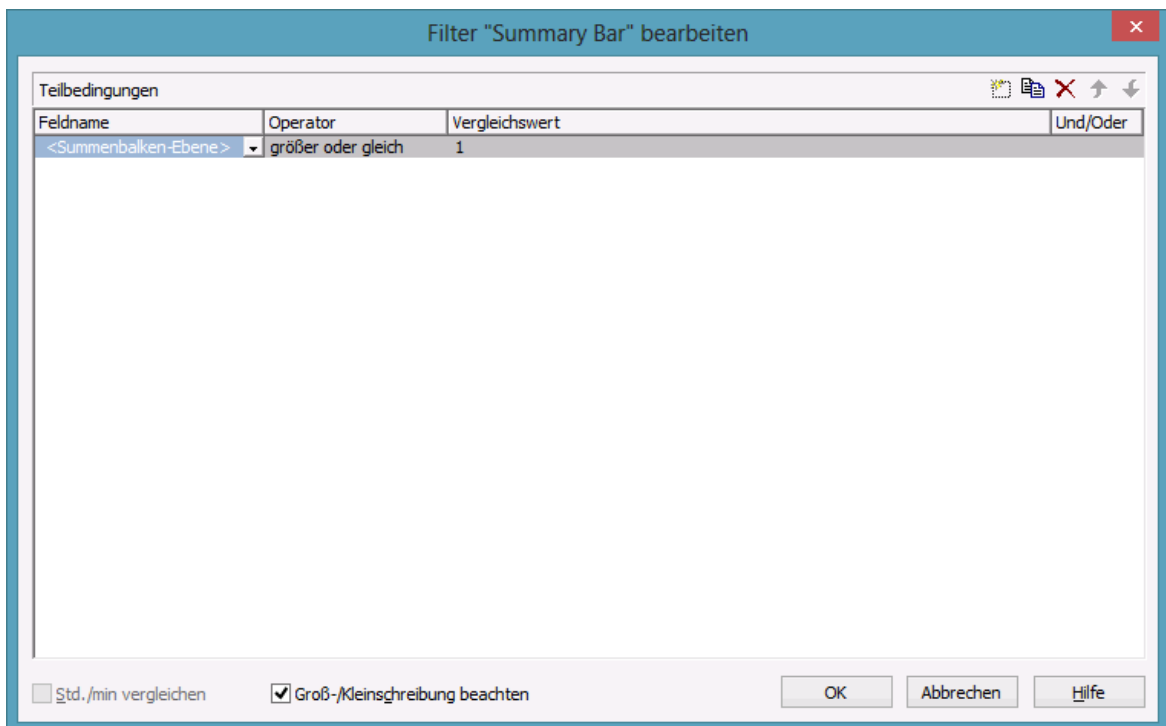 Filter "Summary Bar" bearbeiten
Teilbedingungen
Feldname Operator Vergleichswert Und/Oder
<Summenbalken-Ebene> größer oder gleich 1
Std./min vergleichen Groß-/Kleinschreibung beachten OK Abbrechen Hilfe